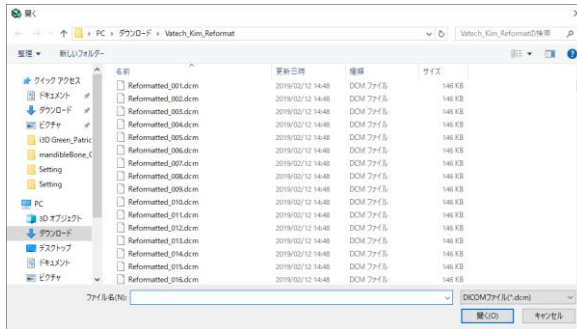 開く
PC › ダウンロード › Vatech_Kim_Reformat
Vatech_Kim_Reformatの検索
整理 新しいフォルダー
名前 更新日時 種類 サイズ
Reformatted_001.dcm 2019/02/12 14:48 DCM ファイル 146 KB
Reformatted_002.dcm 2019/02/12 14:48 DCM ファイル 146 KB
Reformatted_003.dcm 2019/02/12 14:48 DCM ファイル 146 KB
Reformatted_004.dcm 2019/02/12 14:48 DCM ファイル 146 KB
Reformatted_005.dcm 2019/02/12 14:48 DCM ファイル 146 KB
Reformatted_006.dcm 2019/02/12 14:48 DCM ファイル 146 KB
Reformatted_007.dcm 2019/02/12 14:48 DCM ファイル 146 KB
Reformatted_008.dcm 2019/02/12 14:48 DCM ファイル 146 KB
Reformatted_009.dcm 2019/02/12 14:48 DCM ファイル 146 KB
Reformatted_010.dcm 2019/02/12 14:48 DCM ファイル 146 KB
Reformatted_011.dcm 2019/02/12 14:48 DCM ファイル 146 KB
Reformatted_012.dcm 2019/02/12 14:48 DCM ファイル 146 KB
Reformatted_013.dcm 2019/02/12 14:48 DCM ファイル 146 KB
Reformatted_014.dcm 2019/02/12 14:48 DCM ファイル 146 KB
Reformatted_015.dcm 2019/02/12 14:48 DCM ファイル 146 KB
Reformatted_016.dcm 2019/02/12 14:48 DCM ファイル 146 KB
クイック アクセス
ドキュメント
ダウンロード
ピクチャ
i3D Green_Patric
mandibleBone_C
Setting
Setting
PC
3D オブジェクト
ダウンロード
デスクトップ
ドキュメント
ピクチャ
ファイル名(N):
DICOMファイル(*.dcm)
開く(O) キャンセル